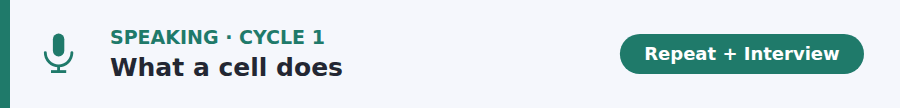 SPEAKING · CYCLE 1
What a cell does
Repeat + Interview